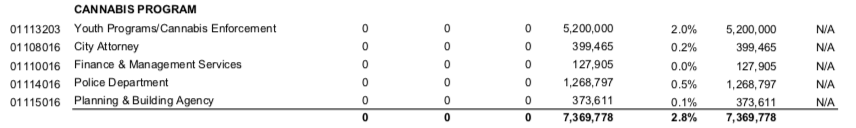 CANNABIS PROGRAM
01113203 Youth Programs/Cannabis Enforcement 0 0 0 5,200,000 2.0% 5,200,000 N/A
01108016 City Attorney 0 0 0 399,465 0.2% 399,465 N/A
01110016 Finance & Management Services 0 0 0 127,905 0.0% 127,905 N/A
01114016 Police Department 0 0 0 1,268,797 0.5% 1,268,797 N/A
01115016 Planning & Building Agency 0 0 0 373,611 0.1% 373,611 N/A
0 0 0 7,369,778 2.8% 7,369,778